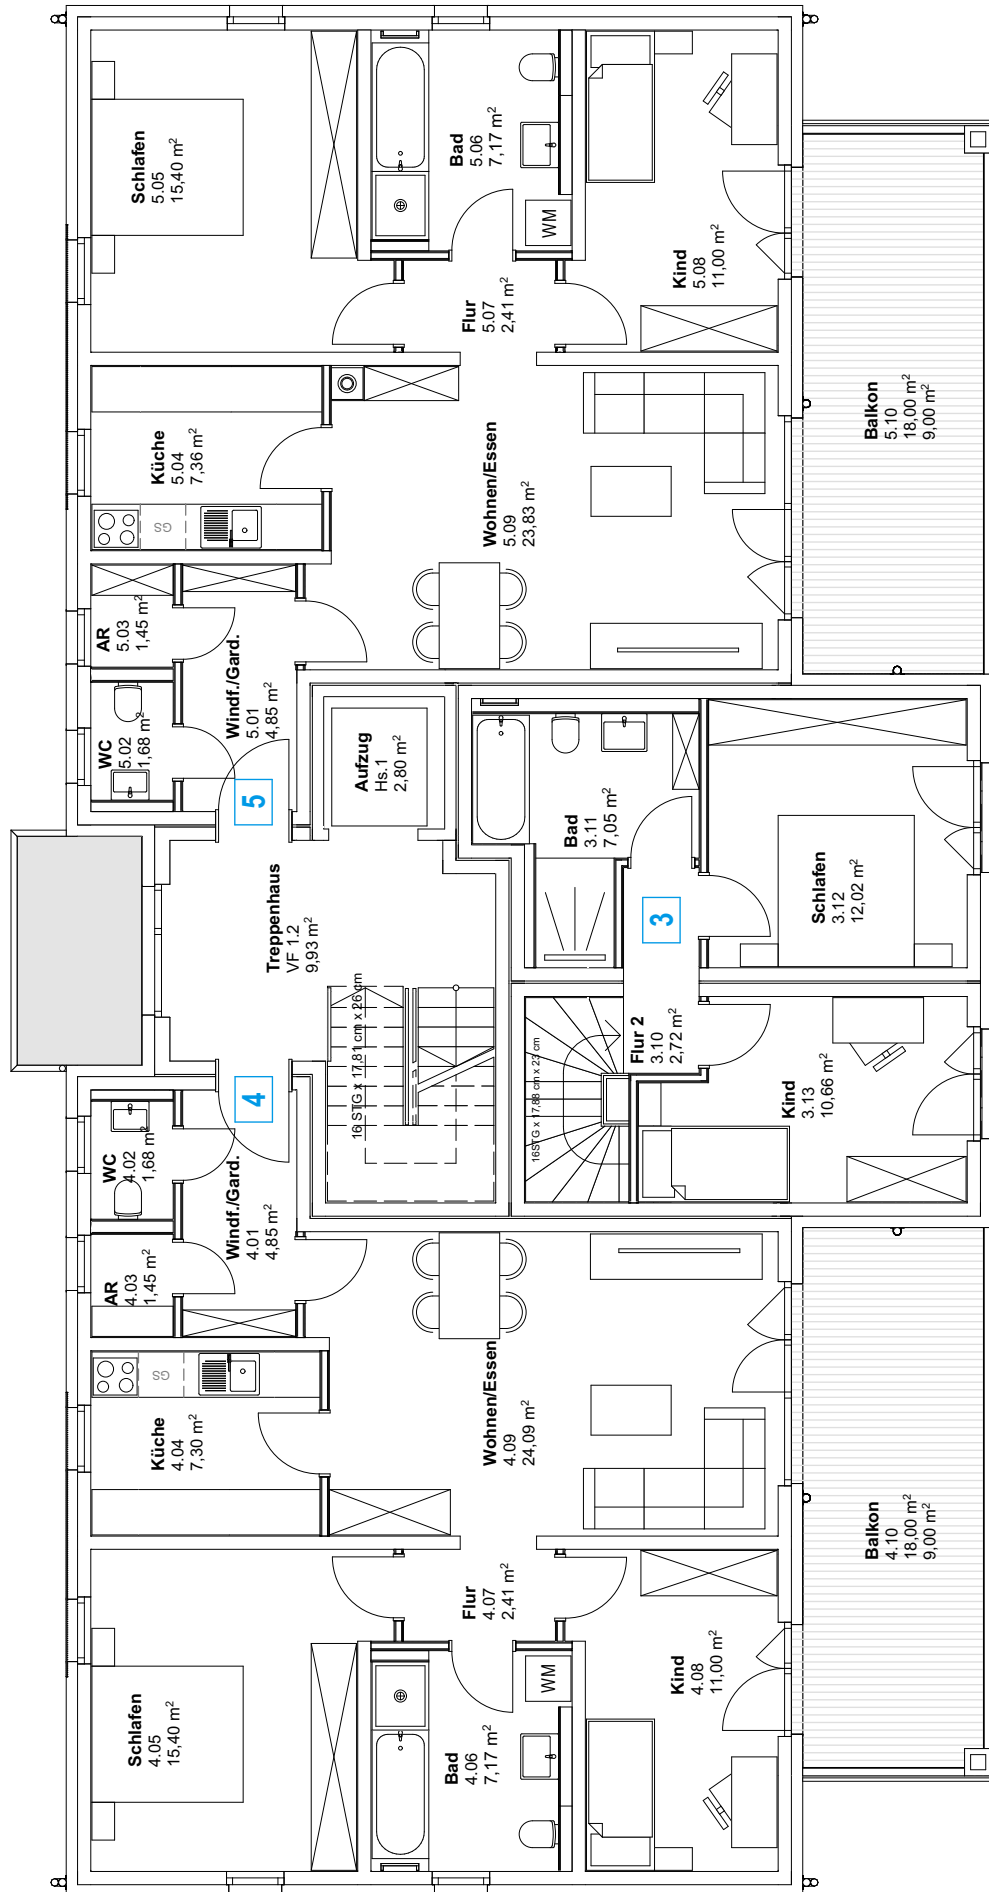 Schlafen
5.05
15,40 m²
Bad
5.06
7,17 m²
WM
Flur
5.07
2,41 m²
Kind
5.08
11,00 m²
Küche
5.04
7,36 m²
GS
Wohnen/Essen
5.09
23,83 m²
Balkon
5.10
18,00 m²
9,00 m²
AR
5.03
1,45 m²
WC
5.02
1,68 m²
Windf./Gard.
5.01
4,85 m²
5
Aufzug
Hs.1
2,80 m²
Treppenhaus
VF 1.2
9,93 m²
16 STG x 17,81 cm x 26 cm
Bad
3.11
7,05 m²
3
Schlafen
3.12
12,02 m²
Flur 2
3.10
2,72 m²
16STG x 17,88 cm x 23 cm
Kind
3.13
10,66 m²
4
WC
4.02
1,68 m²
Windf./Gard.
4.01
4,85 m²
AR
4.03
1,45 m²
Küche
4.04
7,30 m²
GS
Wohnen/Essen
4.09
24,09 m²
Balkon
4.10
18,00 m²
9,00 m²
Flur
4.07
2,41 m²
Schlafen
4.05
15,40 m²
Bad
4.06
7,17 m²
WM
Kind
4.08
11,00 m²